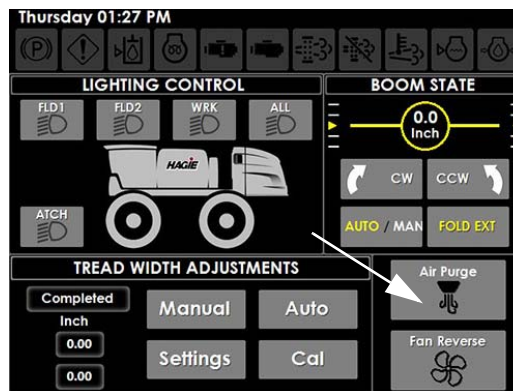 Thursday 01:27 PM
LIGHTING CONTROL
FLD1 FLD2 WRK ALL
HAGIE
ATCH
BOOM STATE
0.0
Inch
CW CCW
AUTO / MAN FOLD EXT
TREAD WIDTH ADJUSTMENTS
Completed
Inch
0.00
0.00
Manual Auto
Settings Cal
Air Purge
Fan Reverse